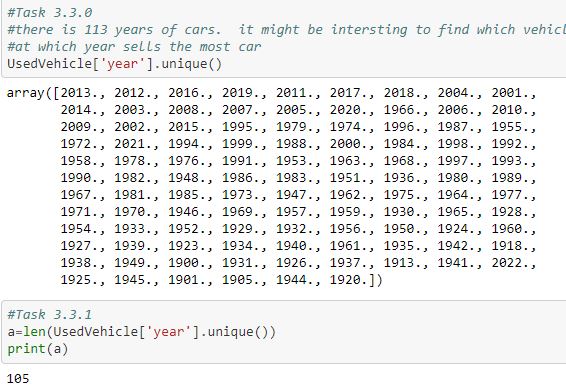 #Task 3.3.0
#there is 113 years of cars.  it might be intersting to find which vehicl
#at which year sells the most car
UsedVehicle['year'].unique()
array([2013., 2012., 2016., 2019., 2011., 2017., 2018., 2004., 2001.,
2014., 2003., 2008., 2007., 2005., 2020., 1966., 2006., 2010.,
2009., 2002., 2015., 1995., 1979., 1974., 1996., 1987., 1955.,
1972., 2021., 1994., 1999., 1988., 2000., 1984., 1998., 1992.,
1958., 1978., 1976., 1991., 1953., 1963., 1968., 1997., 1993.,
1990., 1982., 1948., 1986., 1983., 1951., 1936., 1980., 1989.,
1967., 1981., 1985., 1973., 1947., 1962., 1975., 1964., 1977.,
1971., 1970., 1946., 1969., 1957., 1959., 1930., 1965., 1928.,
1954., 1933., 1952., 1929., 1932., 1956., 1950., 1924., 1960.,
1927., 1939., 1923., 1934., 1940., 1961., 1935., 1942., 1918.,
1938., 1949., 1900., 1931., 1926., 1937., 1913., 1941., 2022.,
1925., 1945., 1901., 1905., 1944., 1920.])
#Task 3.3.1
a=len(UsedVehicle['year'].unique())
print(a)
105